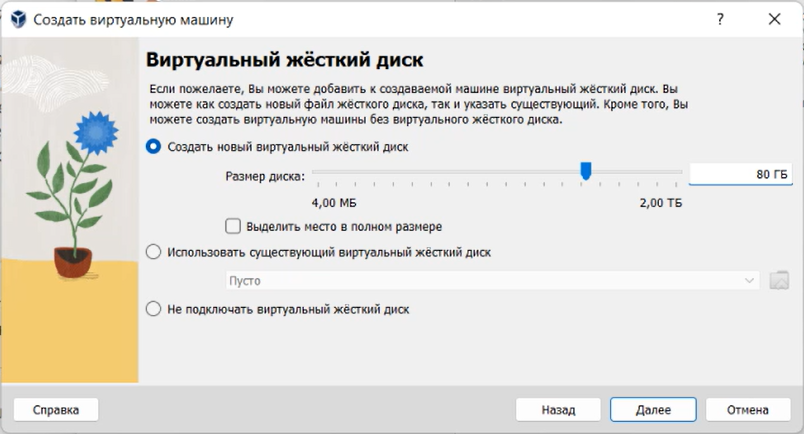 Создать виртуальную машину
?
Виртуальный жёсткий диск
Если пожелаете, Вы можете добавить к создаваемой машине виртуальный жёсткий диск. Вы
можете как создать новый файл жёсткого диска, так и указать существующий. Кроме того, Вы
можете создать виртуальную машины без виртуального жёсткого диска.
Создать новый виртуальный жёсткий диск
Размер диска: 80 ГБ
4,00 МБ 2,00 ТБ
Выделить место в полном размере
Использовать существующий виртуальный жёсткий диск
Пусто
Не подключать виртуальный жёсткий диск
Справка Назад Далее Отмена